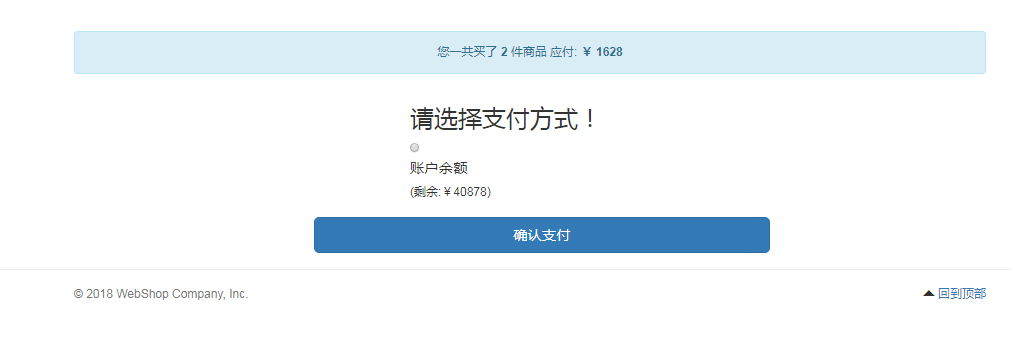 您一共买了 2 件商品 应付: ￥ 1628
请选择支付方式！
账户余额
(剩余:￥40878)
确认支付
© 2018 WebShop Company, Inc.
回到顶部